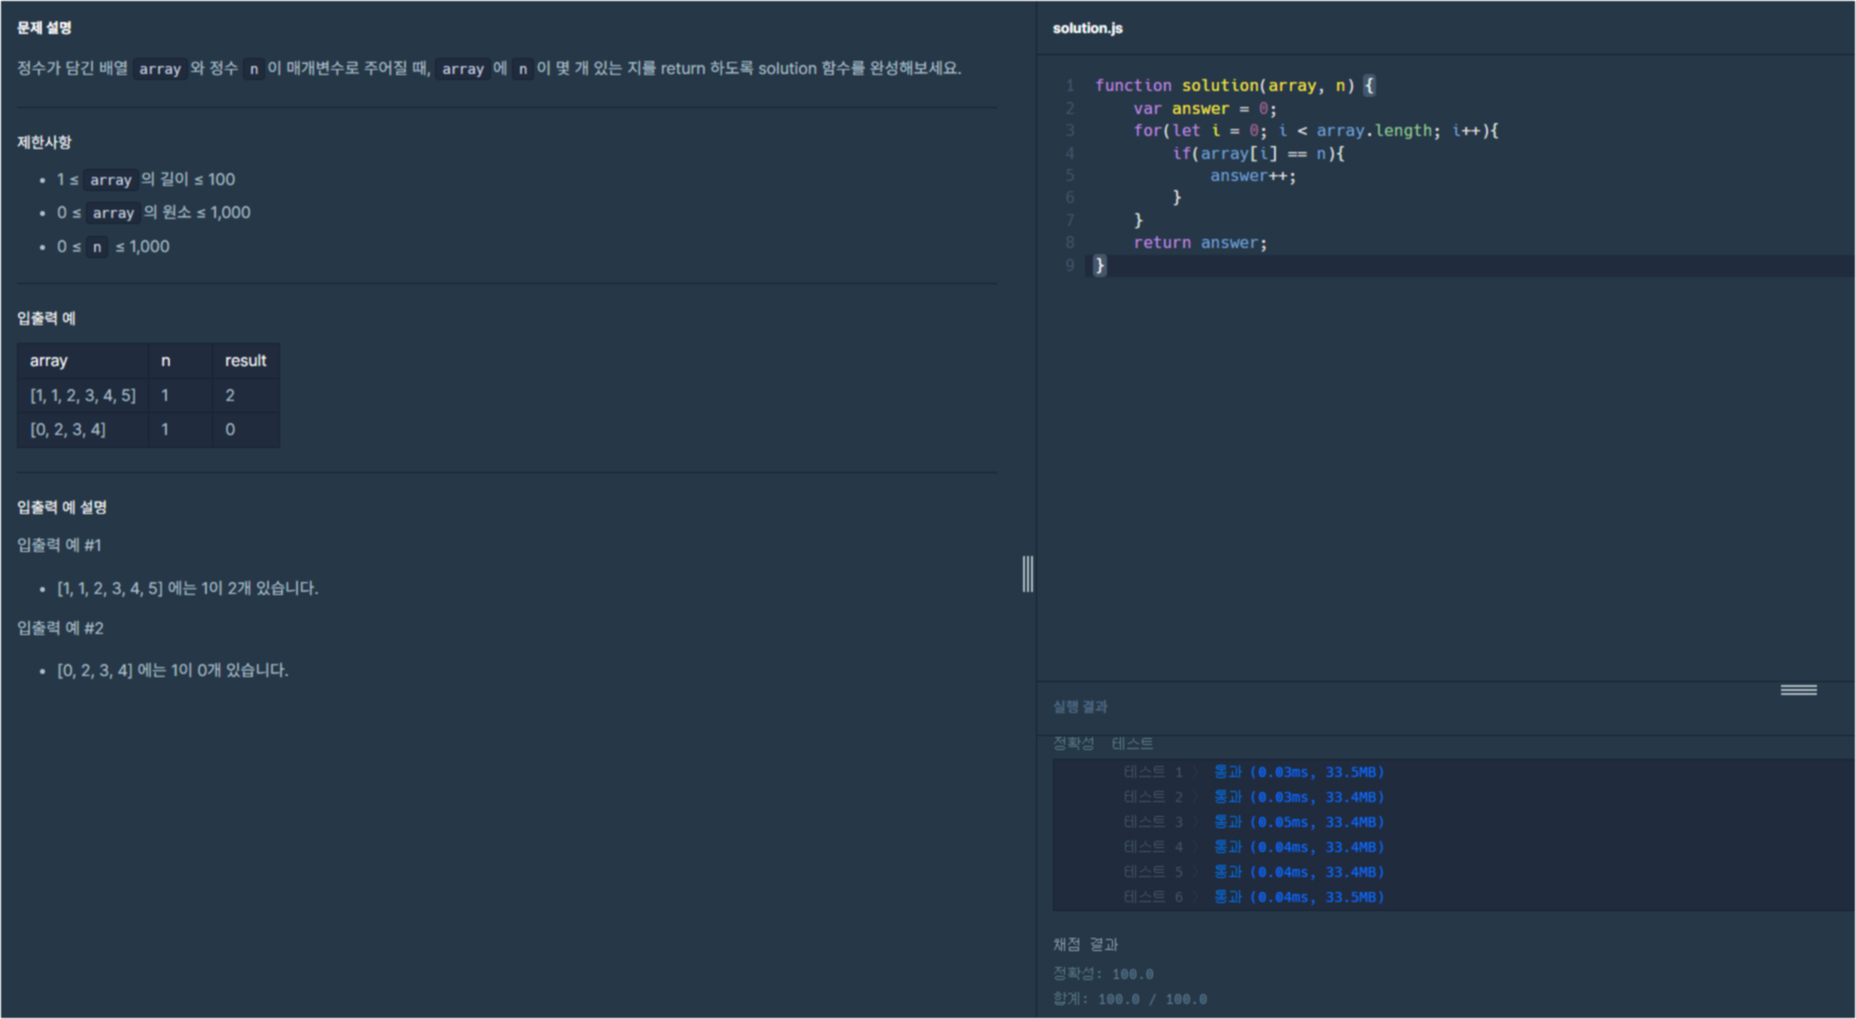 문제 설명
정수가 담긴 배열 array 와 정수 n 이 매개변수로 주어질 때, array 에 n 이 몇 개 있는 지를 return 하도록 solution 함수를 완성해보세요.
제한사항
• 1 ≤ array 의 길이 ≤ 100
• 0 ≤ array 의 원소 ≤ 1,000
• 0 ≤ n ≤ 1,000
입출력 예
array n result
[1, 1, 2, 3, 4, 5] 1 2
[0, 2, 3, 4] 1 0
입출력 예 설명
입출력 예 #1
• [1, 1, 2, 3, 4, 5] 에는 1이 2개 있습니다.
입출력 예 #2
• [0, 2, 3, 4] 에는 1이 0개 있습니다.
solution.js
1 function solution(array, n) {
2     var answer = 0;
3     for(let i = 0; i < array.length; i++){
4         if(array[i] == n){
5             answer++;
6         }
7     }
8     return answer;
9 }
실행 결과
정확성 테스트
테스트 1 〉 통과 (0.03ms, 33.5MB)
테스트 2 〉 통과 (0.03ms, 33.4MB)
테스트 3 〉 통과 (0.05ms, 33.4MB)
테스트 4 〉 통과 (0.04ms, 33.4MB)
테스트 5 〉 통과 (0.04ms, 33.4MB)
테스트 6 〉 통과 (0.04ms, 33.5MB)
채점 결과
정확성: 100.0
합계: 100.0 / 100.0